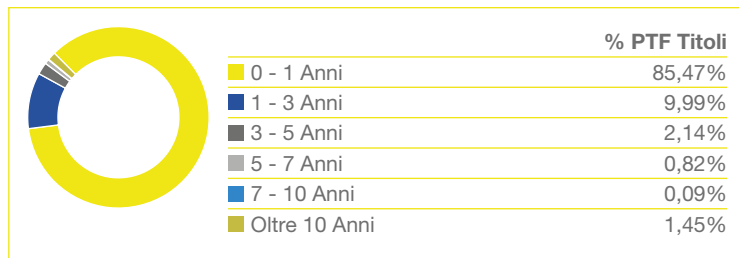 % PTF Titoli
0 - 1 Anni 85,47%
1 - 3 Anni 9,99%
3 - 5 Anni 2,14%
5 - 7 Anni 0,82%
7 - 10 Anni 0,09%
Oltre 10 Anni 1,45%